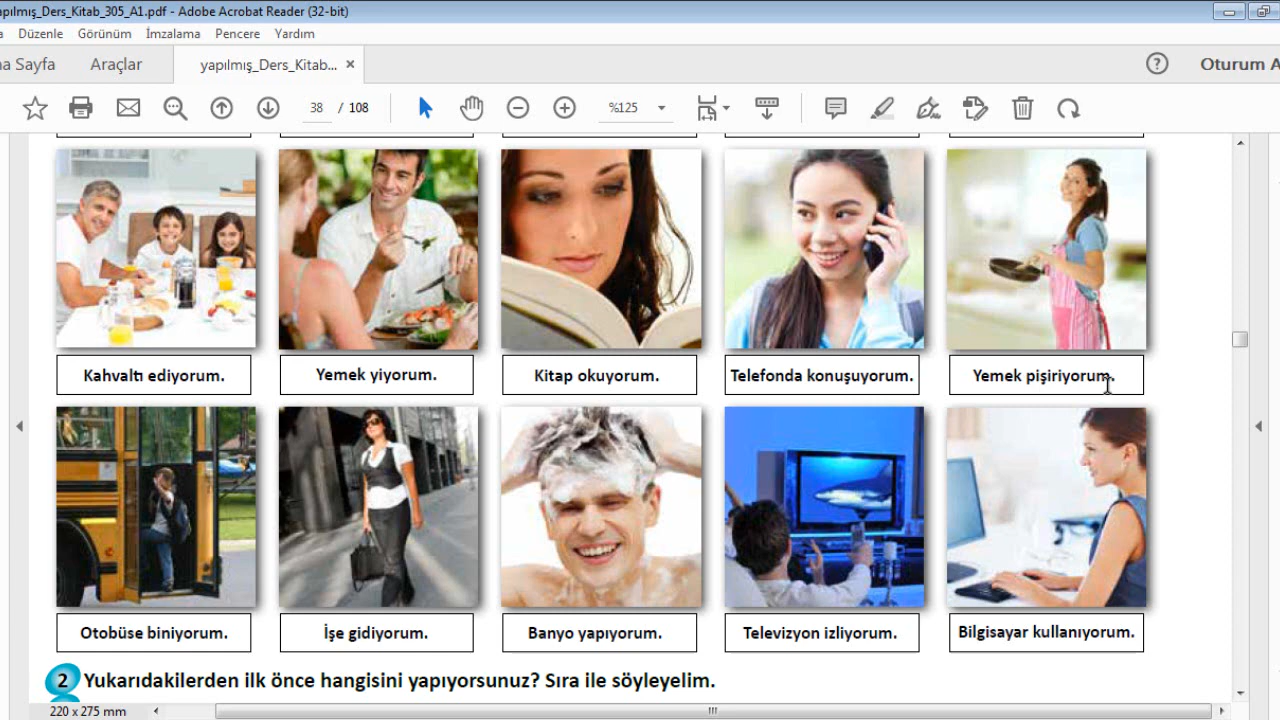 apılmış_Ders_Kitab_305_A1.pdf - Adobe Acrobat Reader (32-bit)
a Düzenle Görünüm İmzalama Pencere Yardım
na Sayfa Araçlar yapılmış_Ders_Kitab... × ? Oturum A
38 / 108 %125
Kahvaltı ediyorum. Yemek yiyorum. Kitap okuyorum. Telefonda konuşuyorum. Yemek pişiriyorum.
Otobüse biniyorum. İşe gidiyorum. Banyo yapıyorum. Televizyon izliyorum. Bilgisayar kullanıyorum.
2 Yukarıdakilerden ilk önce hangisini yapıyorsunuz? Sıra ile söyleyelim.
220 x 275 mm